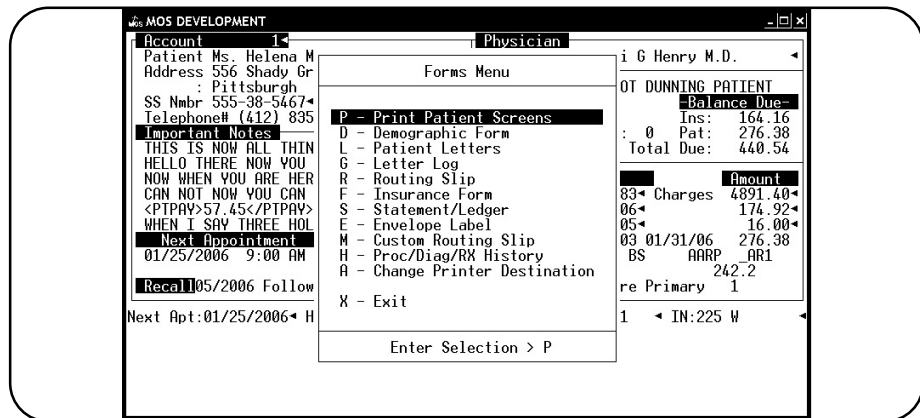 MOS DEVELOPMENT
Account 1 Physician
Patient Ms. Helena M i G Henry M.D.
Address 556 Shady Gr
: Pittsburgh OT DUNNING PATIENT
SS Nmbr 555-38-5467 -Balance Due-
Telephone# (412) 835 Ins: 164.16
Important Notes : 0 Pat: 276.38
THIS IS NOW ALL THIN Total Due: 440.54
HELLO THERE NOW YOU
NOW WHEN YOU ARE HER Amount
CAN NOT NOW YOU CAN 83 Charges 4891.40
<PTPAY>57.45</PTPAY> 06 174.92
WHEN I SAY THREE HOL 05 16.00
Next Appointment 03 01/31/06 276.38
01/25/2006 9:00 AM BS AARP _AR1
242.2
Recall 05/2006 Follow re Primary 1
Next Apt:01/25/2006 H 1 IN:225 W
Forms Menu
P - Print Patient Screens
D - Demographic Form
L - Patient Letters
G - Letter Log
R - Routing Slip
F - Insurance Form
S - Statement/Ledger
E - Envelope Label
M - Custom Routing Slip
H - Proc/Diag/RX History
A - Change Printer Destination
X - Exit
Enter Selection > P